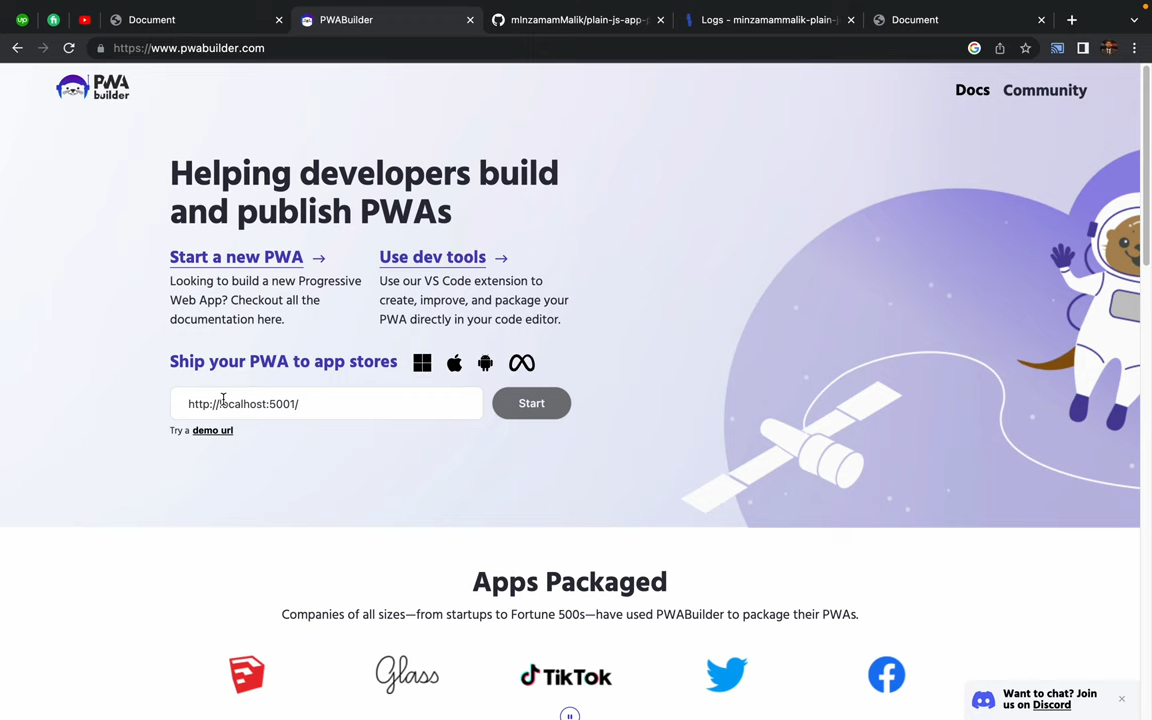 Document
PWABuilder
mInzamamMalik/plain-js-app-p
Logs - minzamammalik-plain-j
Document
https://www.pwabuilder.com
PWA
builder
Docs
Community
Helping developers build
and publish PWAs
Start a new PWA →
Looking to build a new Progressive
Web App? Checkout all the
documentation here.
Use dev tools →
Use our VS Code extension to
create, improve, and package your
PWA directly in your code editor.
Ship your PWA to app stores
http://localhost:5001/
Start
Try a demo url
Apps Packaged
Companies of all sizes—from startups to Fortune 500s—have used PWABuilder to package their PWAs.
Glass
TikTok
Want to chat? Join
us on Discord